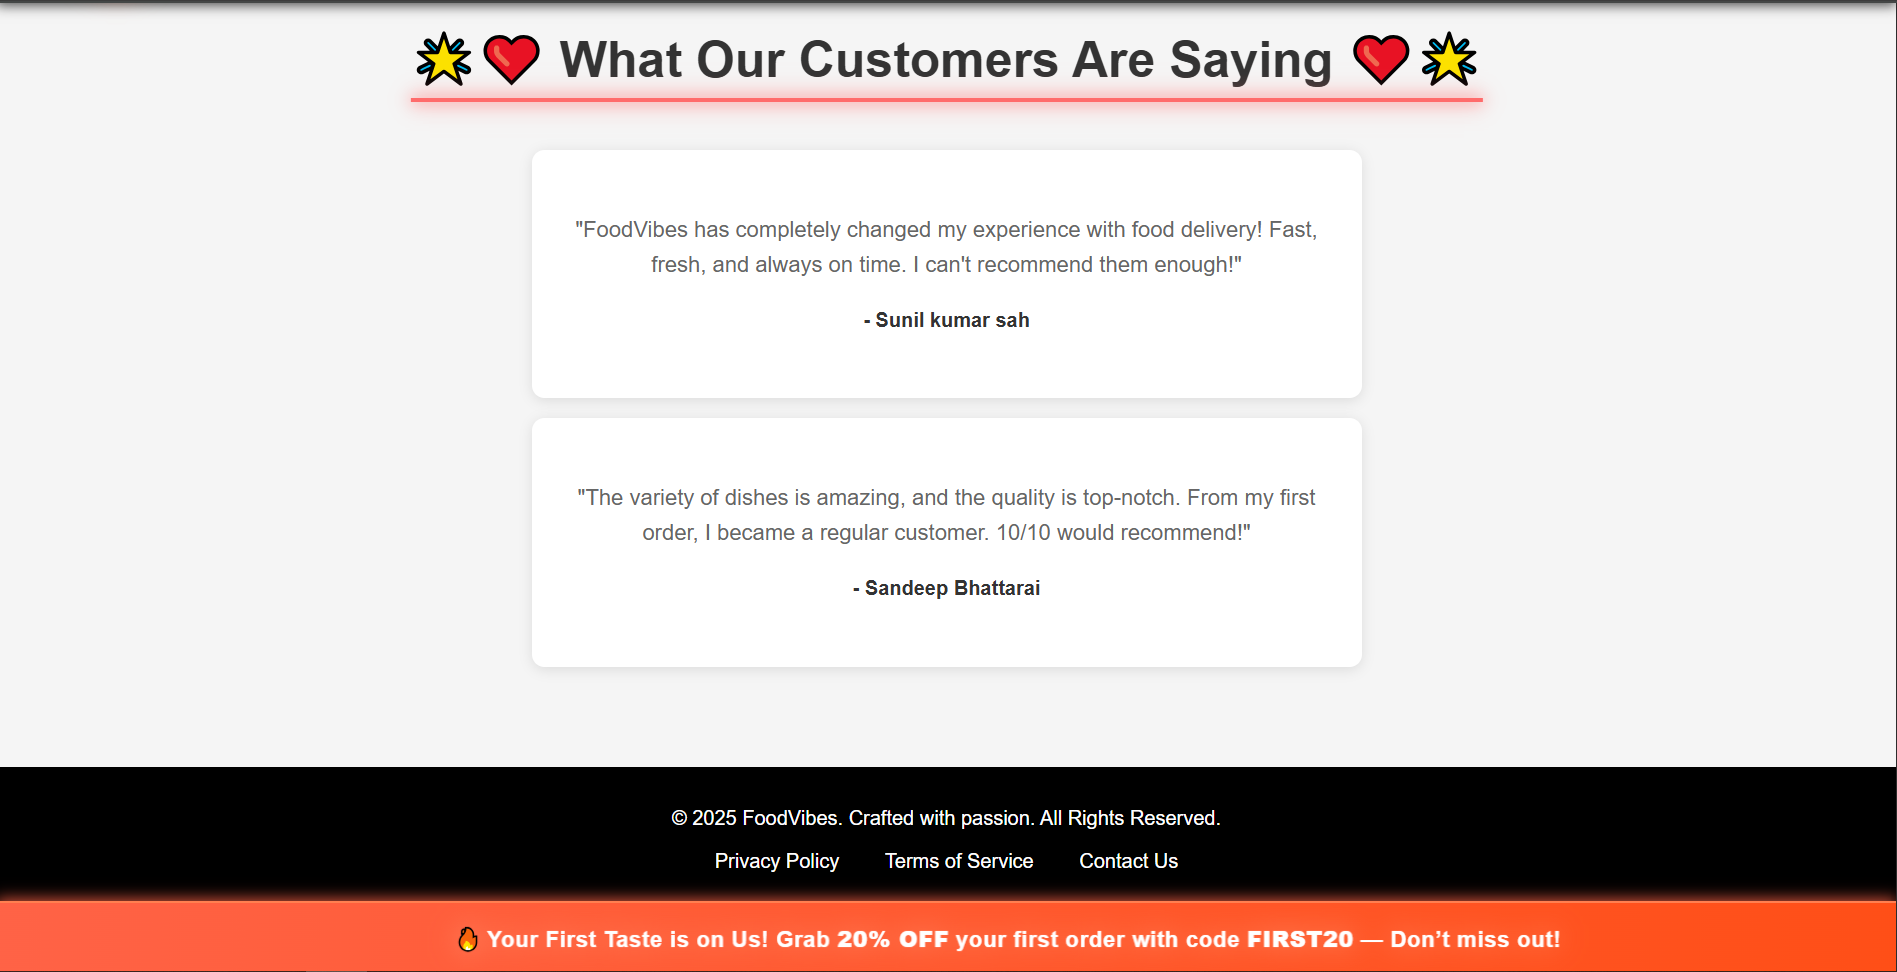 🌟❤️ What Our Customers Are Saying ❤️🌟
"FoodVibes has completely changed my experience with food delivery! Fast,
fresh, and always on time. I can't recommend them enough!"
- Sunil kumar sah
"The variety of dishes is amazing, and the quality is top-notch. From my first
order, I became a regular customer. 10/10 would recommend!"
- Sandeep Bhattarai
© 2025 FoodVibes. Crafted with passion. All Rights Reserved.
Privacy Policy Terms of Service Contact Us
🔥 Your First Taste is on Us! Grab 20% OFF your first order with code FIRST20 — Don’t miss out!